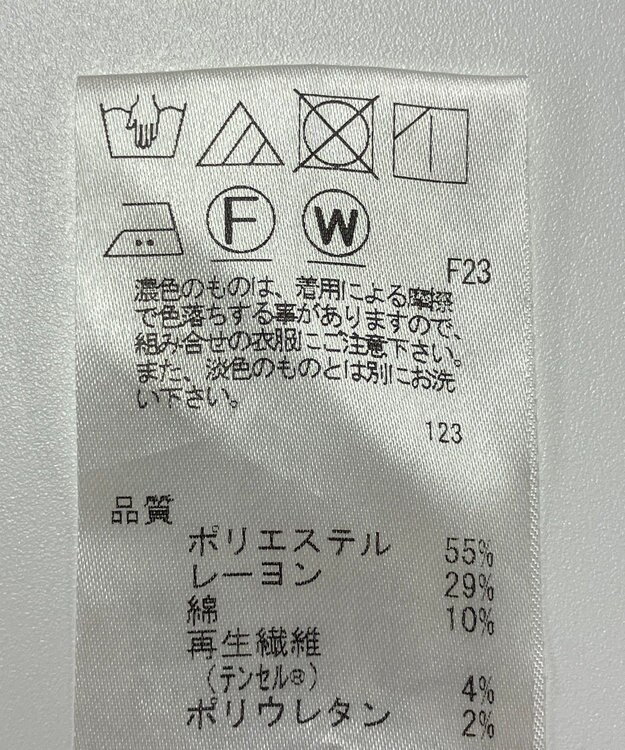 F
W
F23
濃色のものは、着用による摩擦
で色落ちする事がありますので、
組み合せの衣服にご注意下さい。
また、淡色のものとは別にお洗
い下さい。
123
品質
ポリエステル 55%
レーヨン 29%
綿 10%
再生繊維
（テンセル®） 4%
ポリウレタン 2%